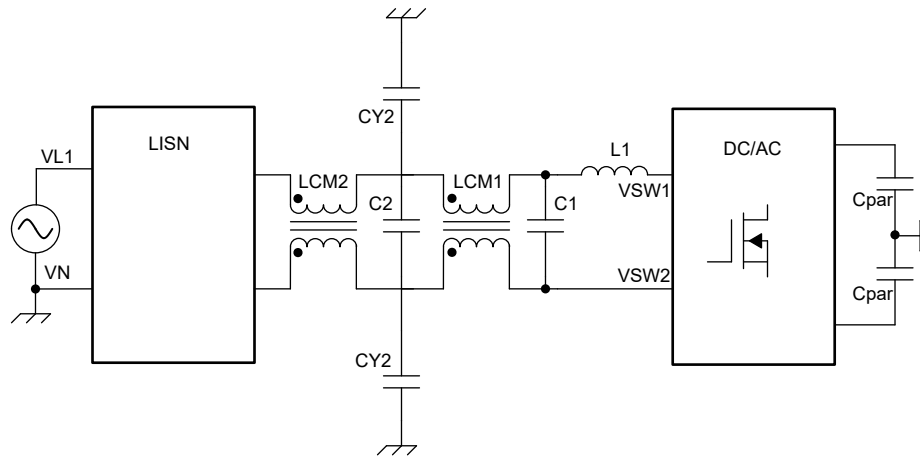 CY2
LISN
DC/AC
VL1
L1
LCM2
C2
LCM1
C1
VSW1
Cpar
VN
VSW2
Cpar
CY2